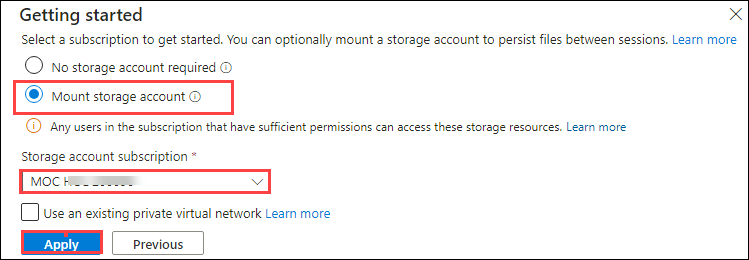 Getting started
Select a subscription to get started. You can optionally mount a storage account to persist files between sessions. Learn more
No storage account required
Mount storage account
Any users in the subscription that have sufficient permissions can access these storage resources. Learn more
Storage account subscription *
MOC
Use an existing private virtual network Learn more
Apply
Previous